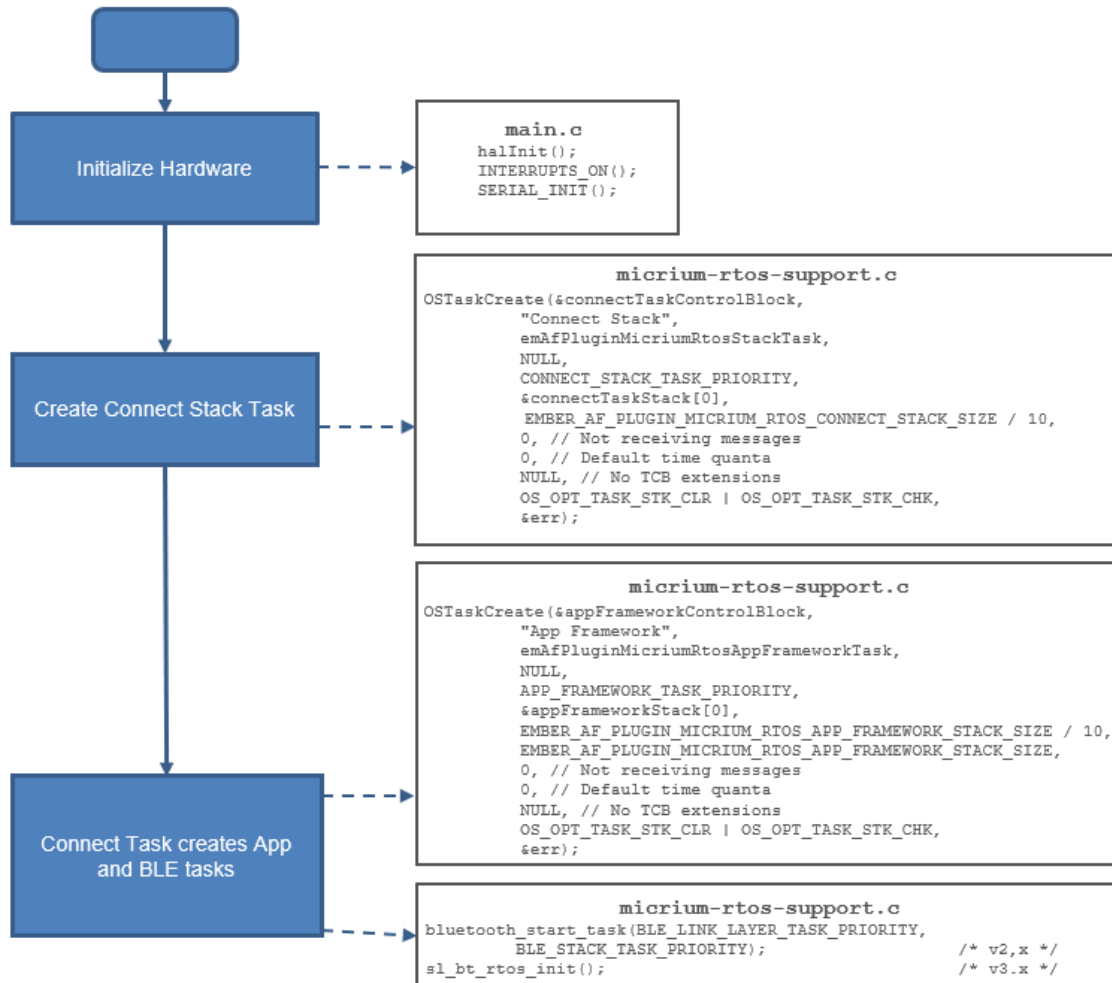 Initialize Hardware
main.c
halInit();
INTERRUPTS_ON();
SERIAL_INIT();
Create Connect Stack Task
micrium-rtos-support.c
OSTaskCreate(&connectTaskControlBlock,
"Connect Stack",
emAfPluginMicriumRtosStackTask,
NULL,
CONNECT_STACK_TASK_PRIORITY,
&connectTaskStack[0],
EMBER_AF_PLUGIN_MICRIUM_RTOS_CONNECT_STACK_SIZE / 10,
0, // Not receiving messages
0, // Default time quanta
NULL, // No TCB extensions
OS_OPT_TASK_STK_CLR | OS_OPT_TASK_STK_CHK,
&err);
Connect Task creates App
and BLE tasks
micrium-rtos-support.c
OSTaskCreate(&appFrameworkControlBlock,
"App Framework",
emAfPluginMicriumRtosAppFrameworkTask,
NULL,
APP_FRAMEWORK_TASK_PRIORITY,
&appFrameworkStack[0],
EMBER_AF_PLUGIN_MICRIUM_RTOS_APP_FRAMEWORK_STACK_SIZE / 10,
EMBER_AF_PLUGIN_MICRIUM_RTOS_APP_FRAMEWORK_STACK_SIZE,
0, // Not receiving messages
0, // Default time quanta
NULL, // No TCB extensions
OS_OPT_TASK_STK_CLR | OS_OPT_TASK_STK_CHK,
&err);
micrium-rtos-support.c
bluetooth_start_task(BLE_LINK_LAYER_TASK_PRIORITY,
BLE_STACK_TASK_PRIORITY); /* v2,x */
sl_bt_rtos_init(); /* v3.x */